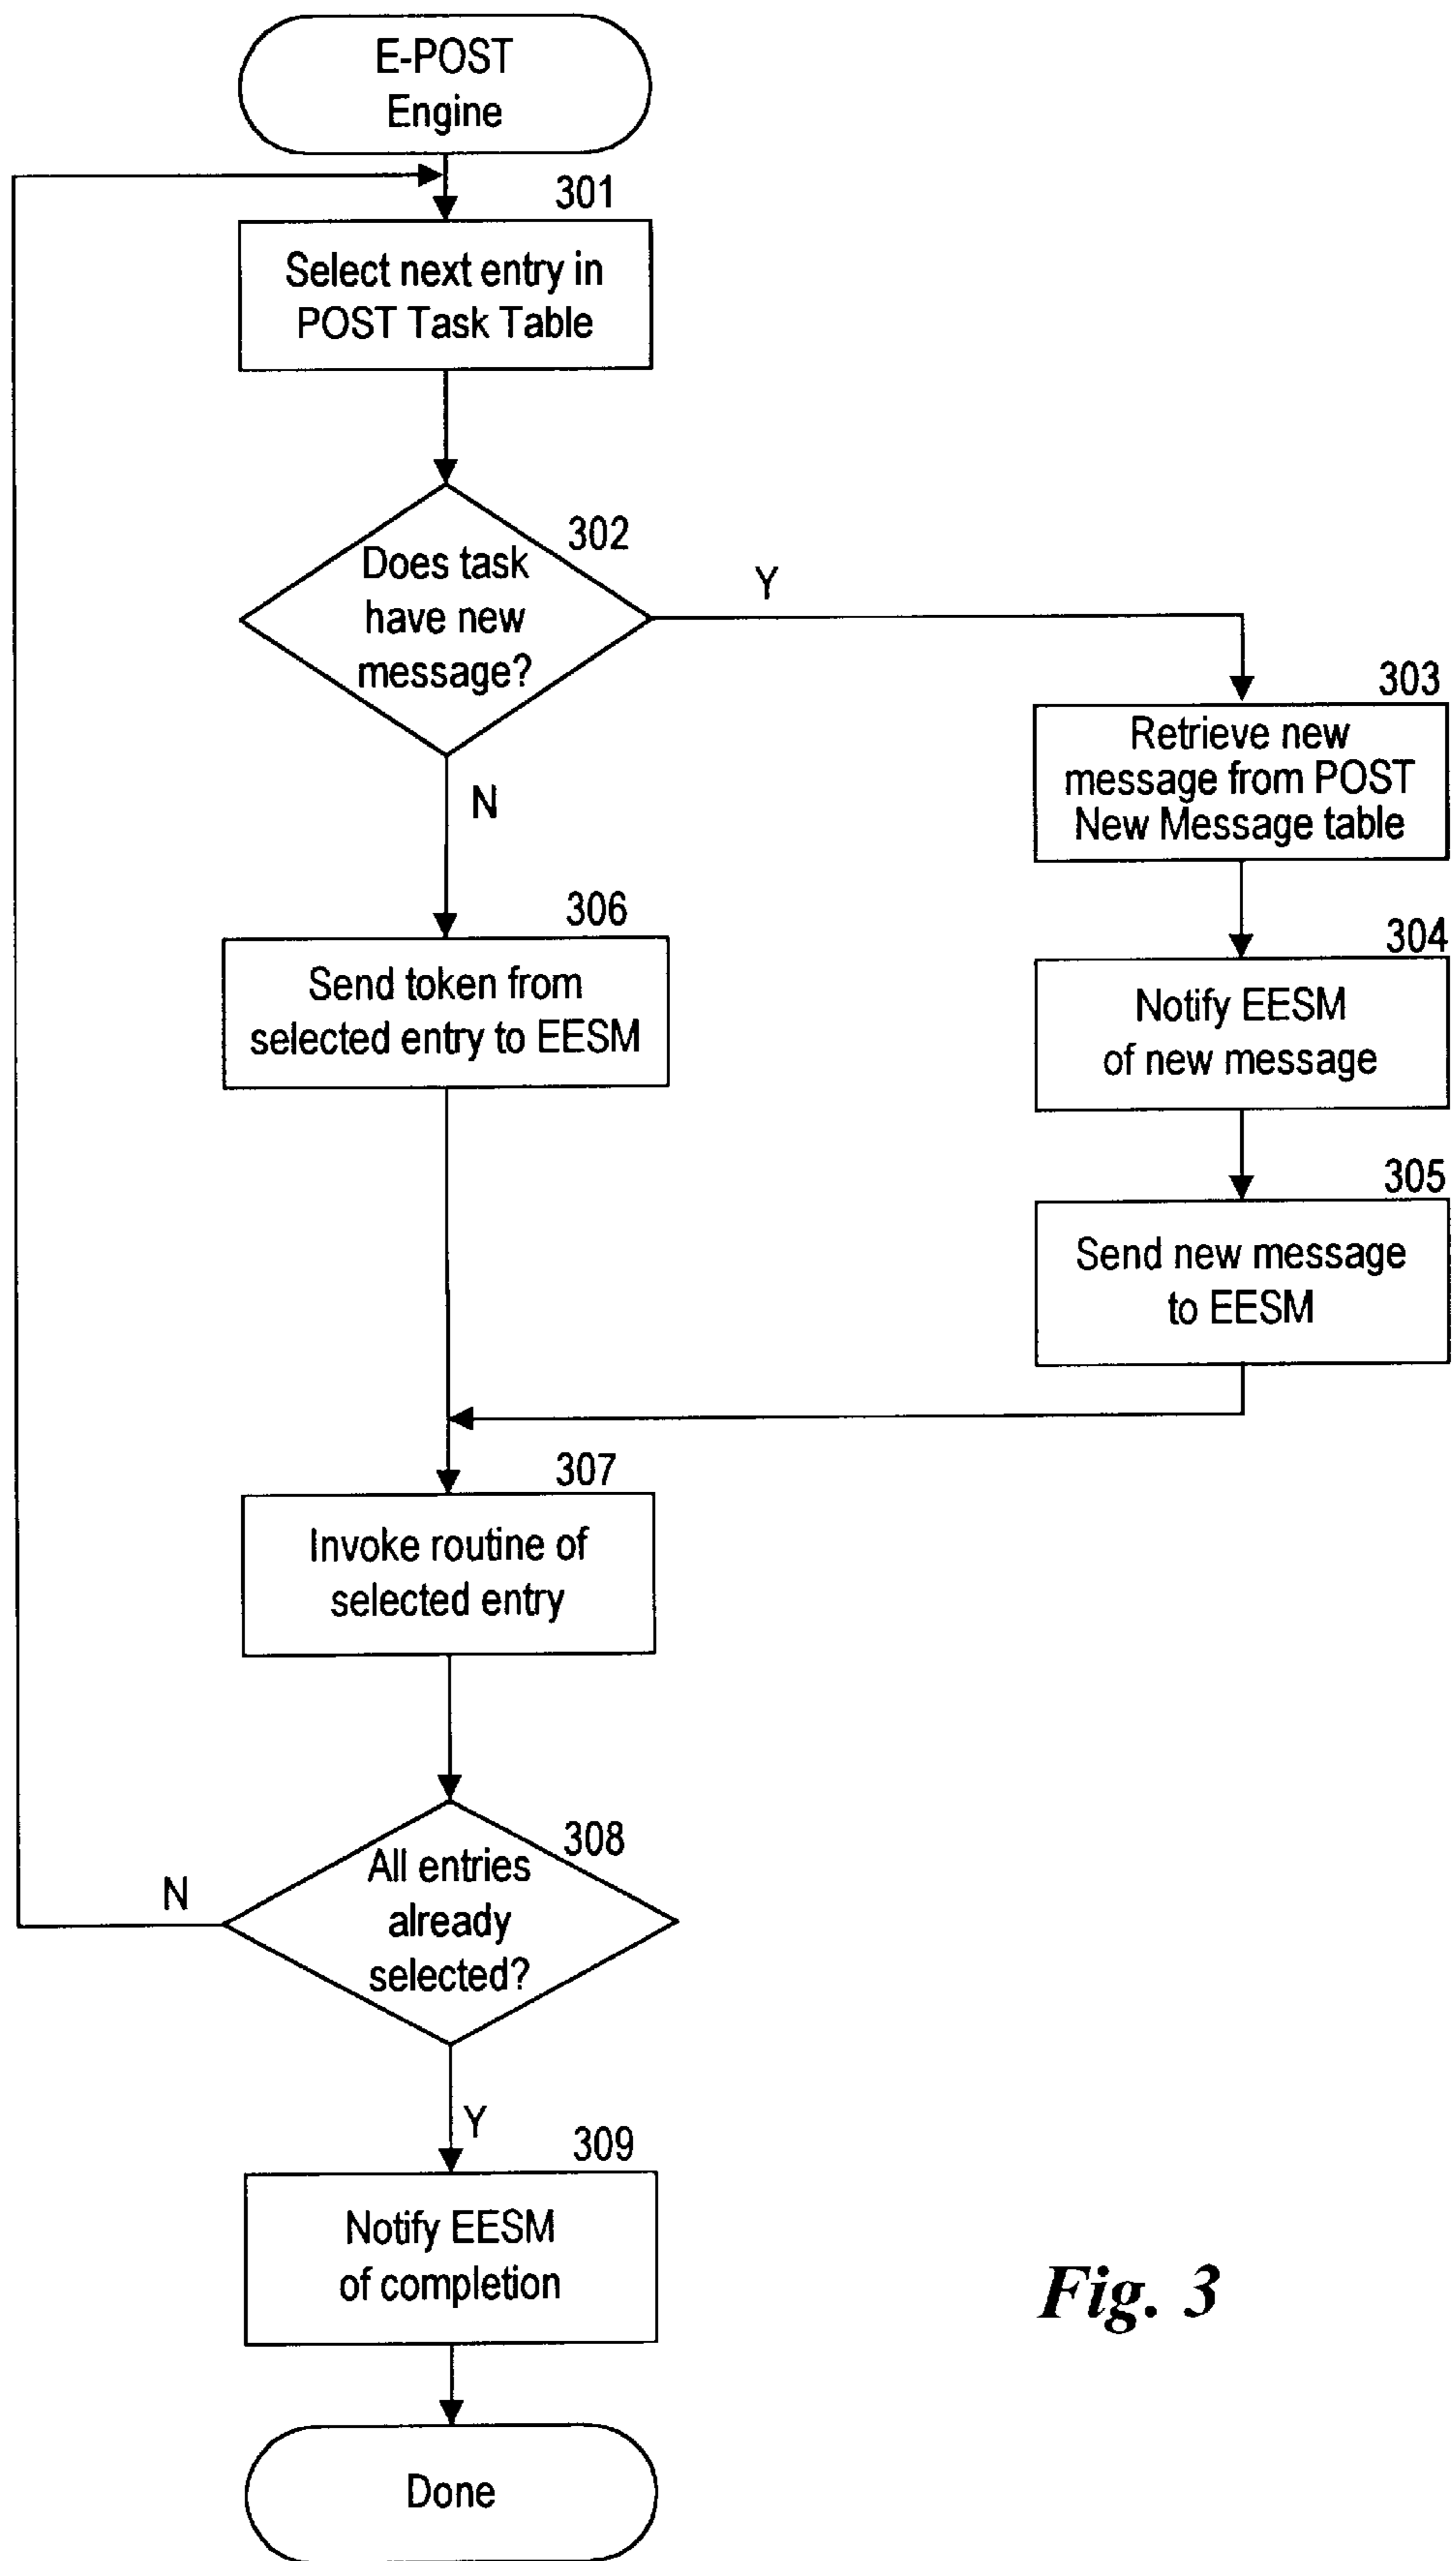 E-POST
Engine
301
Select next entry in
POST Task Table
302
Does task
have new
message?
Y
N
303
Retrieve new
message from POST
New Message table
304
Notify EESM
of new message
305
Send new message
to EESM
306
Send token from
selected entry to EESM
307
Invoke routine of
selected entry
308
All entries
already
selected?
N
Y
309
Notify EESM
of completion
Done
Fig. 3